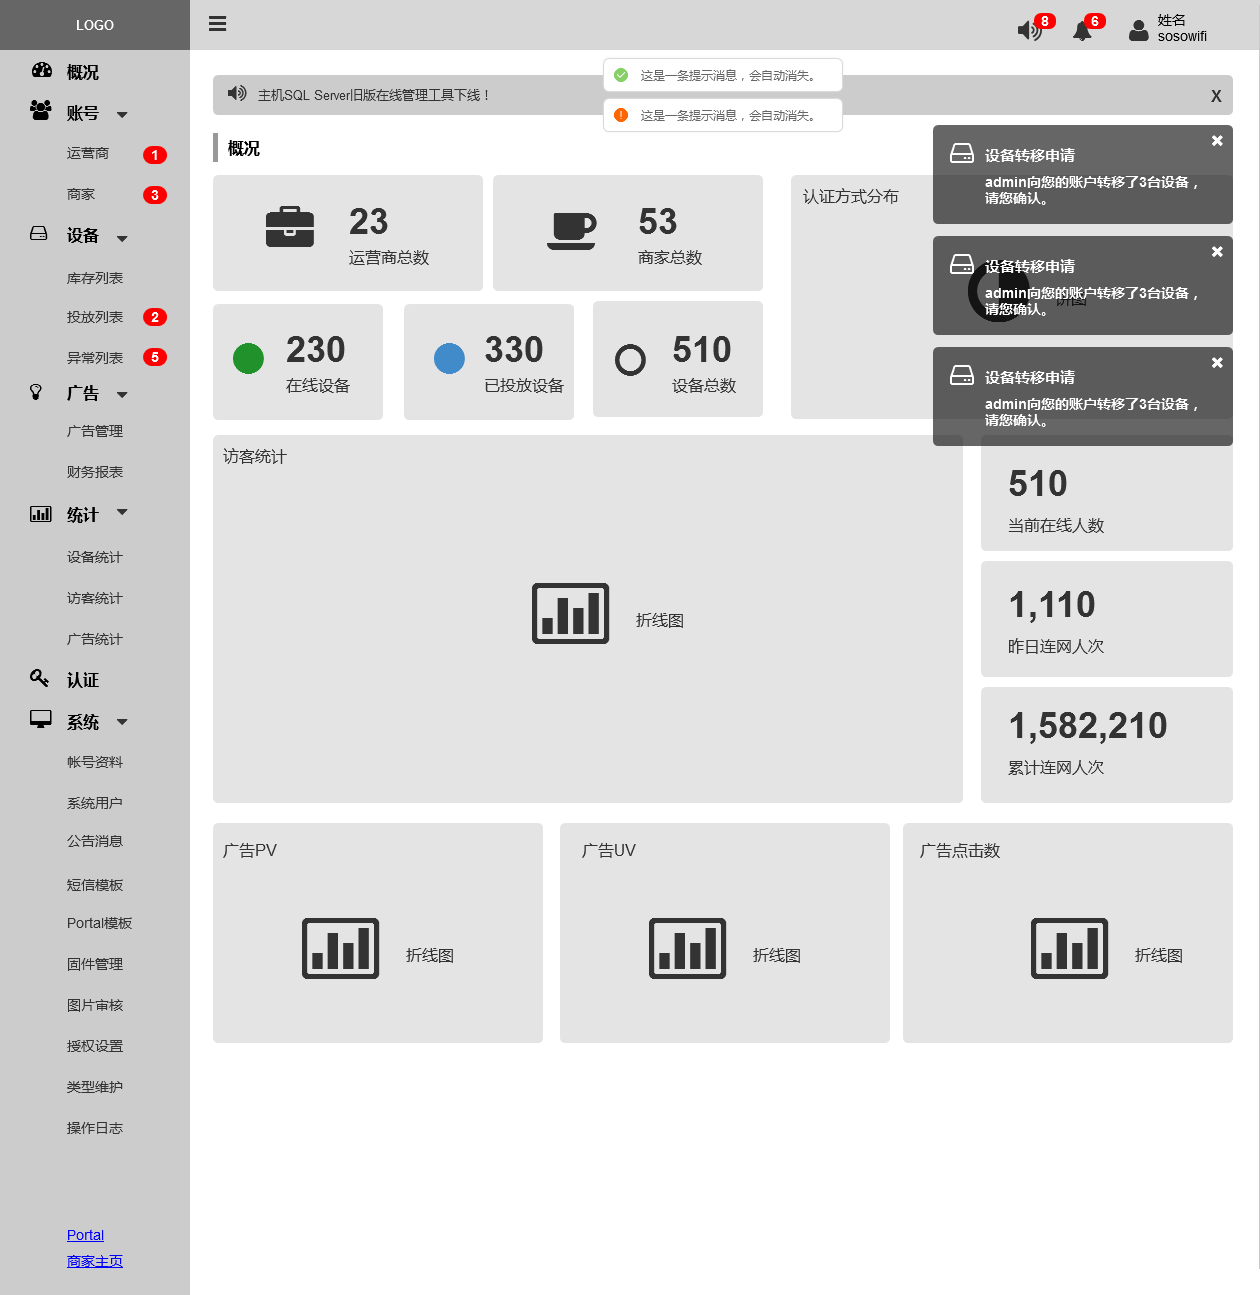 LOGO
8
6
姓名
sosowifi
概况
账号
运营商
1
商家
3
设备
库存列表
投放列表
2
异常列表
5
广告
广告管理
财务报表
统计
设备统计
访客统计
广告统计
认证
系统
帐号资料
系统用户
公告消息
短信模板
Portal模板
固件管理
图片审核
授权设置
类型维护
操作日志
Portal
商家主页
这是一条提示消息，会自动消失。
主机SQL Server旧版在线管理工具下线！
X
这是一条提示消息，会自动消失。
概况
设备转移申请
admin向您的账户转移了3台设备，
请您确认。
设备转移申请
admin向您的账户转移了3台设备，
请您确认。
设备转移申请
admin向您的账户转移了3台设备，
请您确认。
23
运营商总数
53
商家总数
认证方式分布
饼图
230
在线设备
330
已投放设备
510
设备总数
访客统计
折线图
510
当前在线人数
1,110
昨日连网人次
1,582,210
累计连网人次
广告PV
折线图
广告UV
折线图
广告点击数
折线图